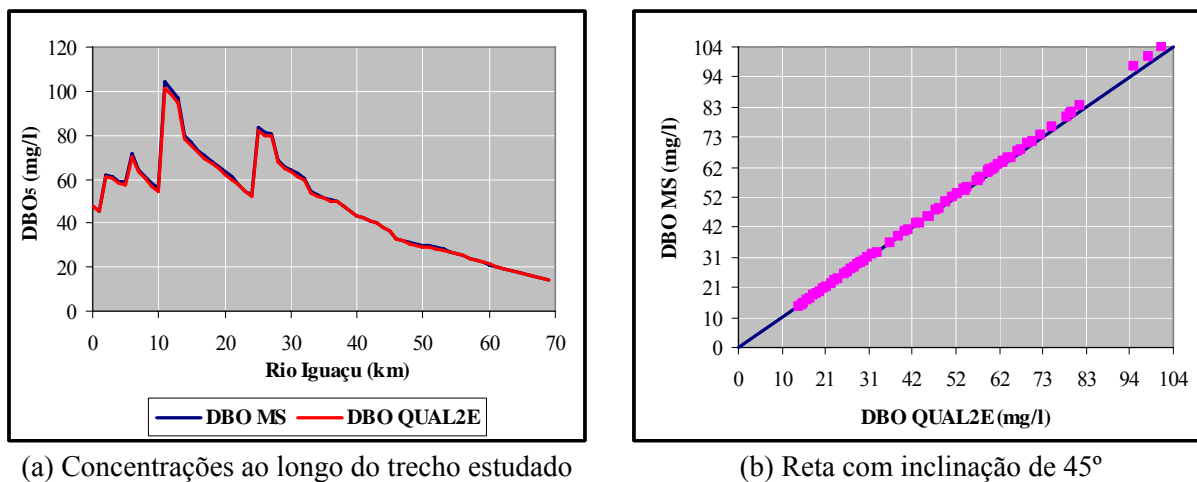 120
100
80
60
40
20
0
DBO5 (mg/l)
0 10 20 30 40 50 60 70
Rio Iguaçu (km)
DBO MS DBO QUAL2E
(a) Concentrações ao longo do trecho estudado
104
94
83
73
62
52
42
31
21
10
0
DBO MS (mg/l)
0 10 21 31 42 52 62 73 83 94 104
DBO QUAL2E (mg/l)
(b) Reta com inclinação de 45º